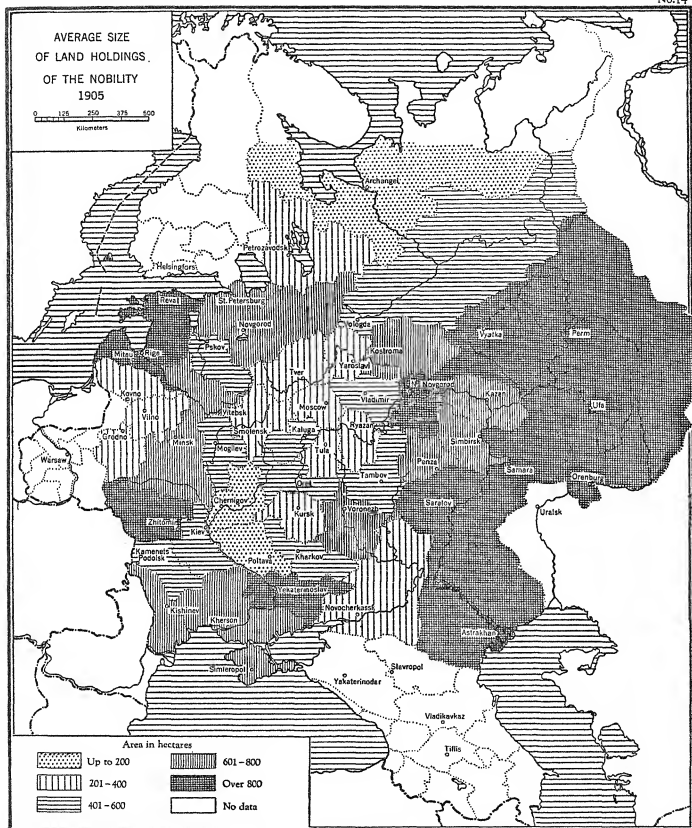 No.14
AVERAGE SIZE
OF LAND HOLDINGS
OF THE NOBILITY
1905
0 125 250 375 500
Kilometers
Archangel
Petrozavodsk
Helsingfors
Reval
St. Petersburg
Novgorod
Vologda
Vyatka
Perm
Pskov
Kostroma
Mitau
Riga
Yaroslavl
Tver
N. Novgorod
Kazan
Kovno
Vitebsk
Moscow
Vladimir
Ufa
Vilno
Smolensk
Kaluga
Ryazan
Grodno
Minsk
Simbirsk
Mogilev
Tula
Warsaw
Penza
Samara
Tambov
Orenburg
Orel
Chernigov
Saratov
Uralsk
Kursk
Voronezh
Zhitomir
Kiev
Kharkov
Kamenets
Podolsk
Poltava
Yekaterinoslav
Kishinev
Novocherkassk
Kherson
Astrakhan
Simferopol
Stavropol
Yakaterinodar
Vladikavkaz
Tiflis
Area in hectares
Up to 200
601-800
201-400
Over 800
401-600
No data